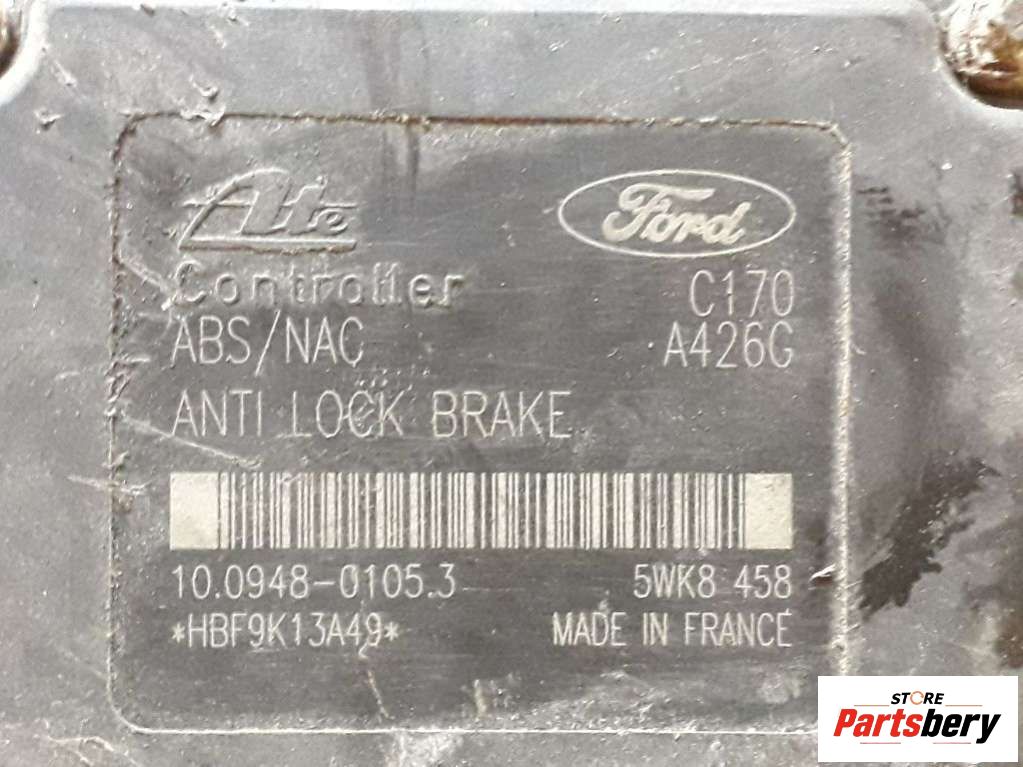 Ate Ford
Controller C170
ABS/NAC A426G
ANTI LOCK BRAKE
10.0948-0105.3 5WK8 458
*HBF9K13A49* MADE IN FRANCE
STORE
Partsbery